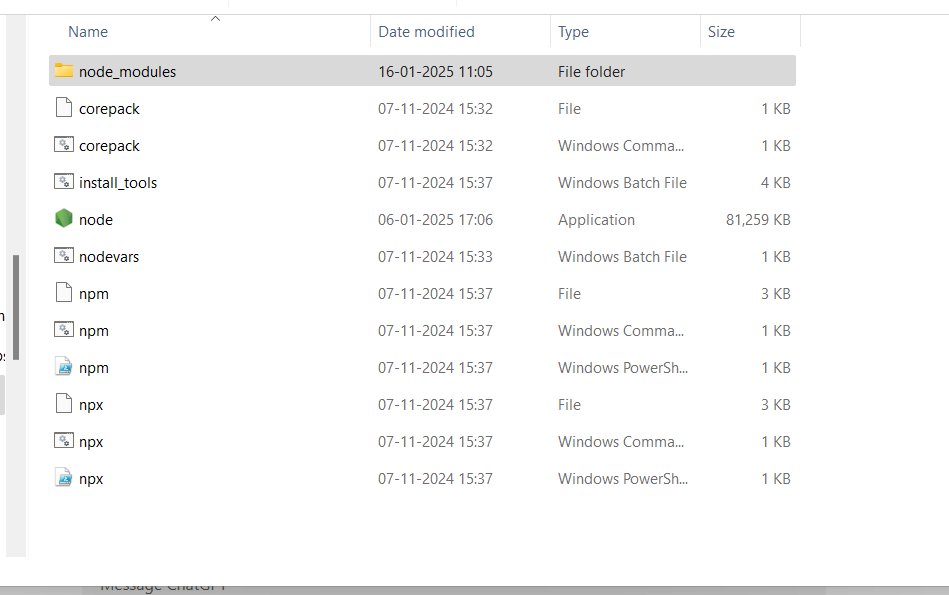 Name Date modified Type Size
node_modules 16-01-2025 11:05 File folder
corepack 07-11-2024 15:32 File 1 KB
corepack 07-11-2024 15:32 Windows Comma... 1 KB
install_tools 07-11-2024 15:37 Windows Batch File 4 KB
node 06-01-2025 17:06 Application 81,259 KB
nodevars 07-11-2024 15:33 Windows Batch File 1 KB
npm 07-11-2024 15:37 File 3 KB
npm 07-11-2024 15:37 Windows Comma... 1 KB
npm 07-11-2024 15:37 Windows PowerSh... 1 KB
npx 07-11-2024 15:37 File 3 KB
npx 07-11-2024 15:37 Windows Comma... 1 KB
npx 07-11-2024 15:37 Windows PowerSh... 1 KB
Message ChatGPT